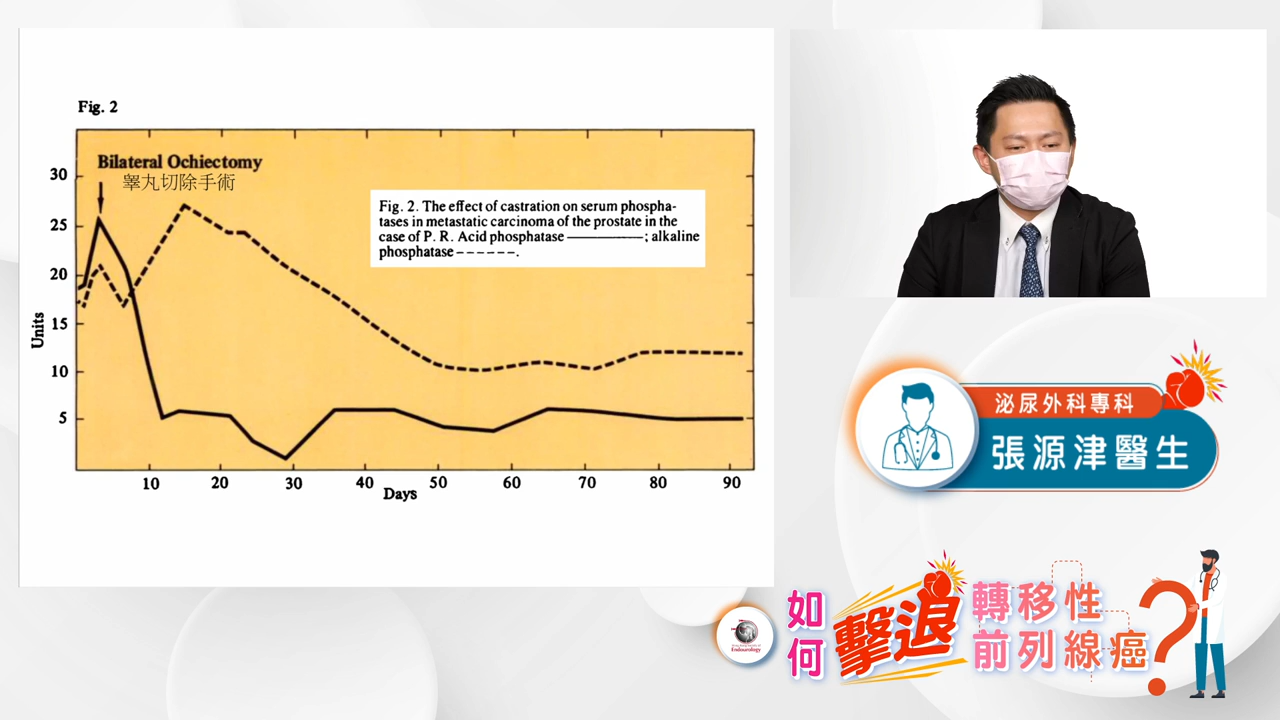 Fig. 2
Bilateral Ochiectomy
睾丸切除手術
Fig. 2. The effect of castration on serum phospha-
tases in metastatic carcinoma of the prostate in the
case of P. R. Acid phosphatase ————; alkaline
phosphatase ------.
Units
30
25
20
15
10
5
10 20 30 40 50 60 70 80 90
Days
泌尿外科專科
張源津醫生
Endourology
如何擊退轉移性
前列線癌?